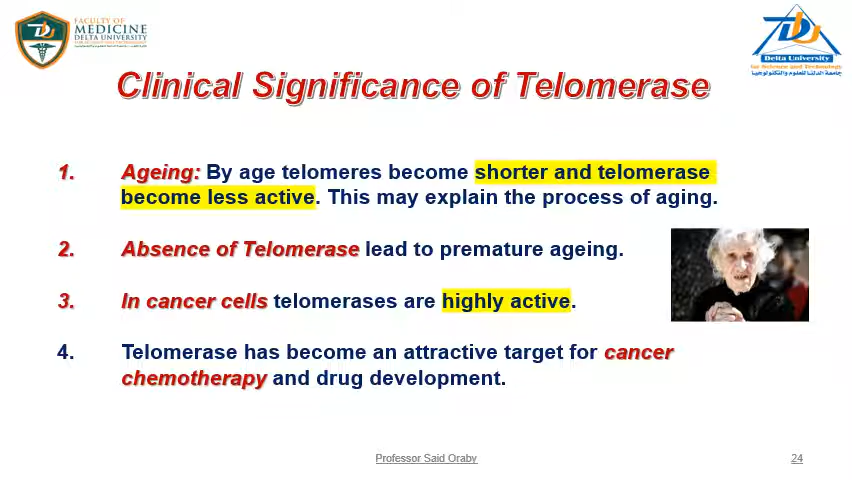 FACULTY OF
MEDICINE
DELTA UNIVERSITY
DU
Delta University
For Science and Technology
جامعة الدلتا للعلوم والتكنولوجيا
Clinical Significance of Telomerase
1. Ageing: By age telomeres become shorter and telomerase
become less active. This may explain the process of aging.
2. Absence of Telomerase lead to premature ageing.
3. In cancer cells telomerases are highly active.
4. Telomerase has become an attractive target for cancer
chemotherapy and drug development.
Professor Said Oraby
24